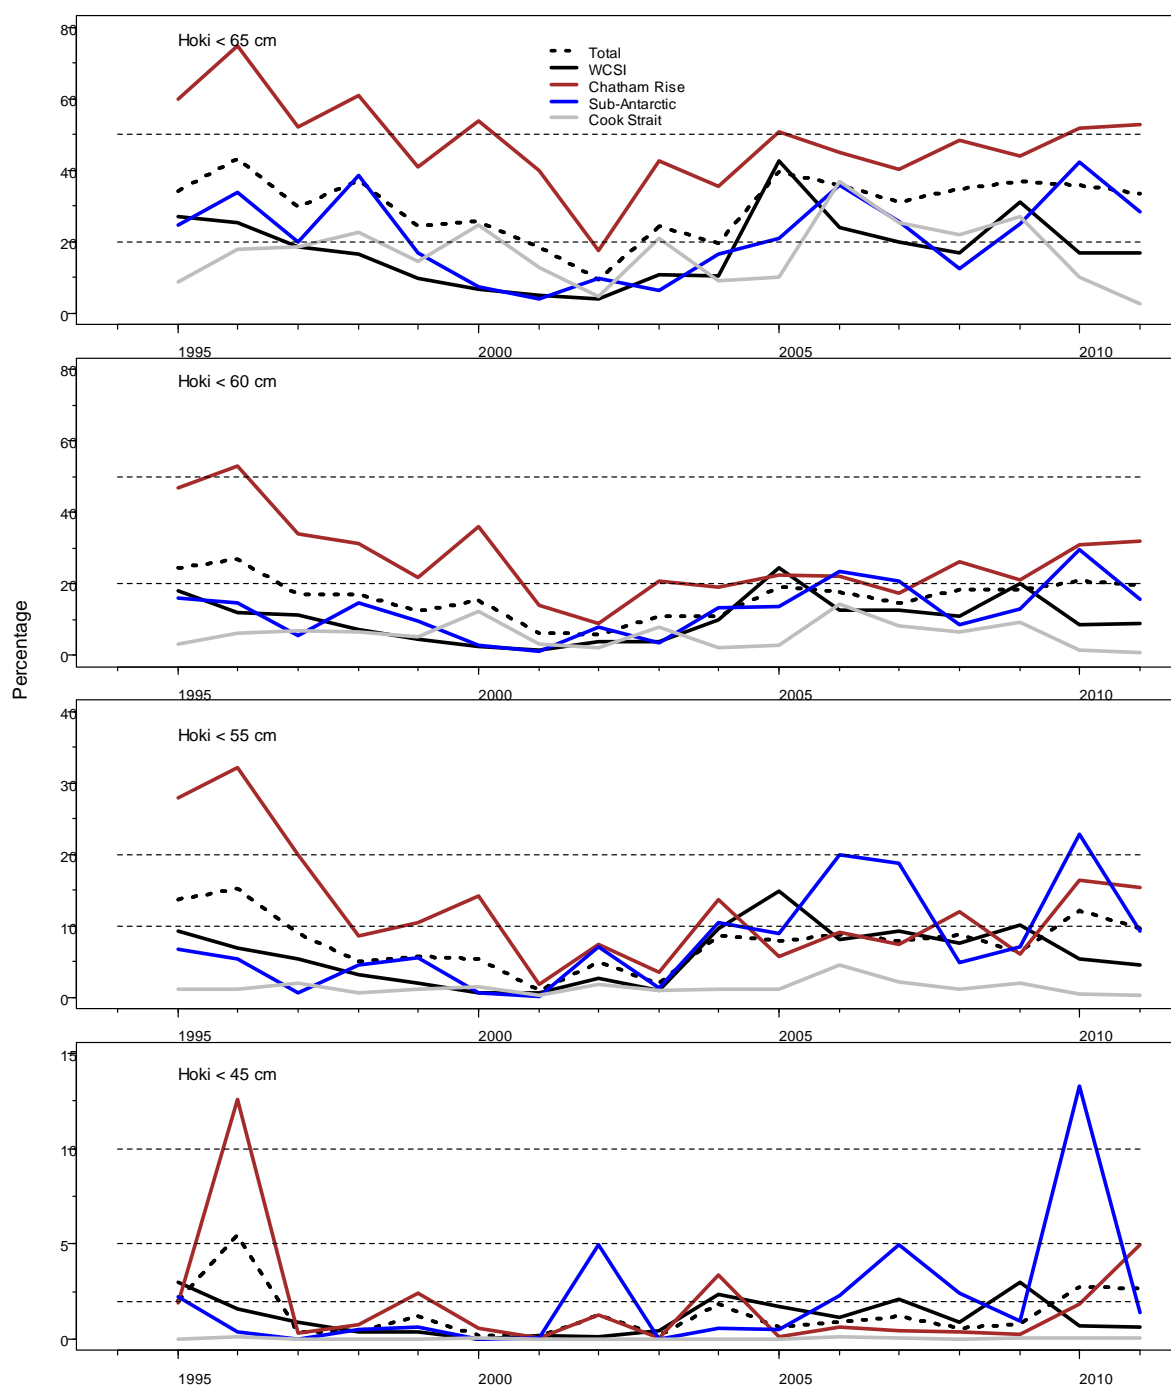 Percentage
Hoki < 65 cm
Total
WCSI
Chatham Rise
Sub-Antarctic
Cook Strait
80
60
40
20
0
1995 2000 2005 2010
Hoki < 60 cm
80
60
40
20
0
1995 2000 2005 2010
Hoki < 55 cm
40
30
20
10
0
1995 2000 2005 2010
Hoki < 45 cm
15
10
5
0
1995 2000 2005 2010